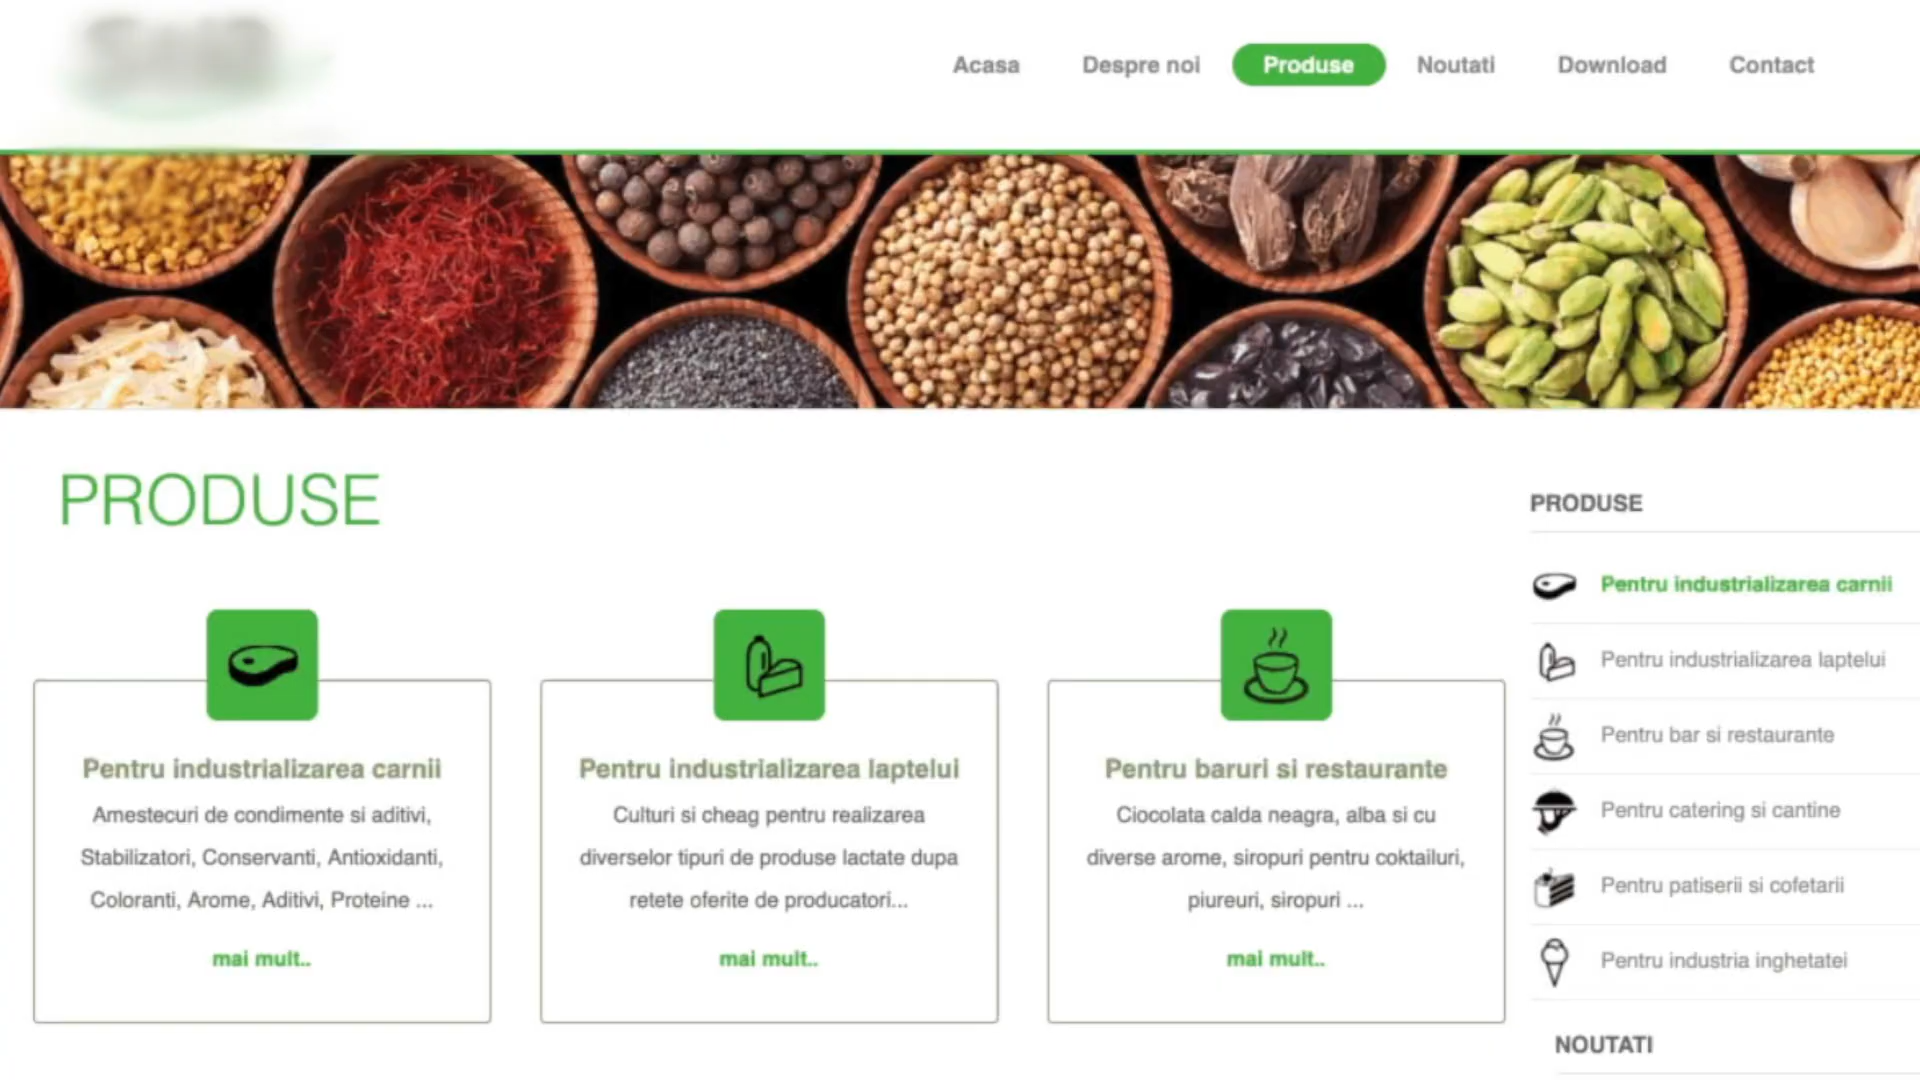 Acasa
Despre noi
Produse
Noutati
Download
Contact
PRODUSE
Pentru industrializarea carnii
Amestecuri de condimente si aditivi,
Stabilizatori, Conservanti, Antioxidanti,
Coloranti, Arome, Aditivi, Proteine ...
mai mult..
Pentru industrializarea laptelui
Culturi si cheag pentru realizarea
diverselor tipuri de produse lactate dupa
retete oferite de producatori...
mai mult..
Pentru baruri si restaurante
Ciocolata calda neagra, alba si cu
diverse arome, siropuri pentru coktailuri,
piureuri, siropuri ...
mai mult..
PRODUSE
Pentru industrializarea carnii
Pentru industrializarea laptelui
Pentru bar si restaurante
Pentru catering si cantine
Pentru patiserii si cofetarii
Pentru industria inghetatei
NOUTATI